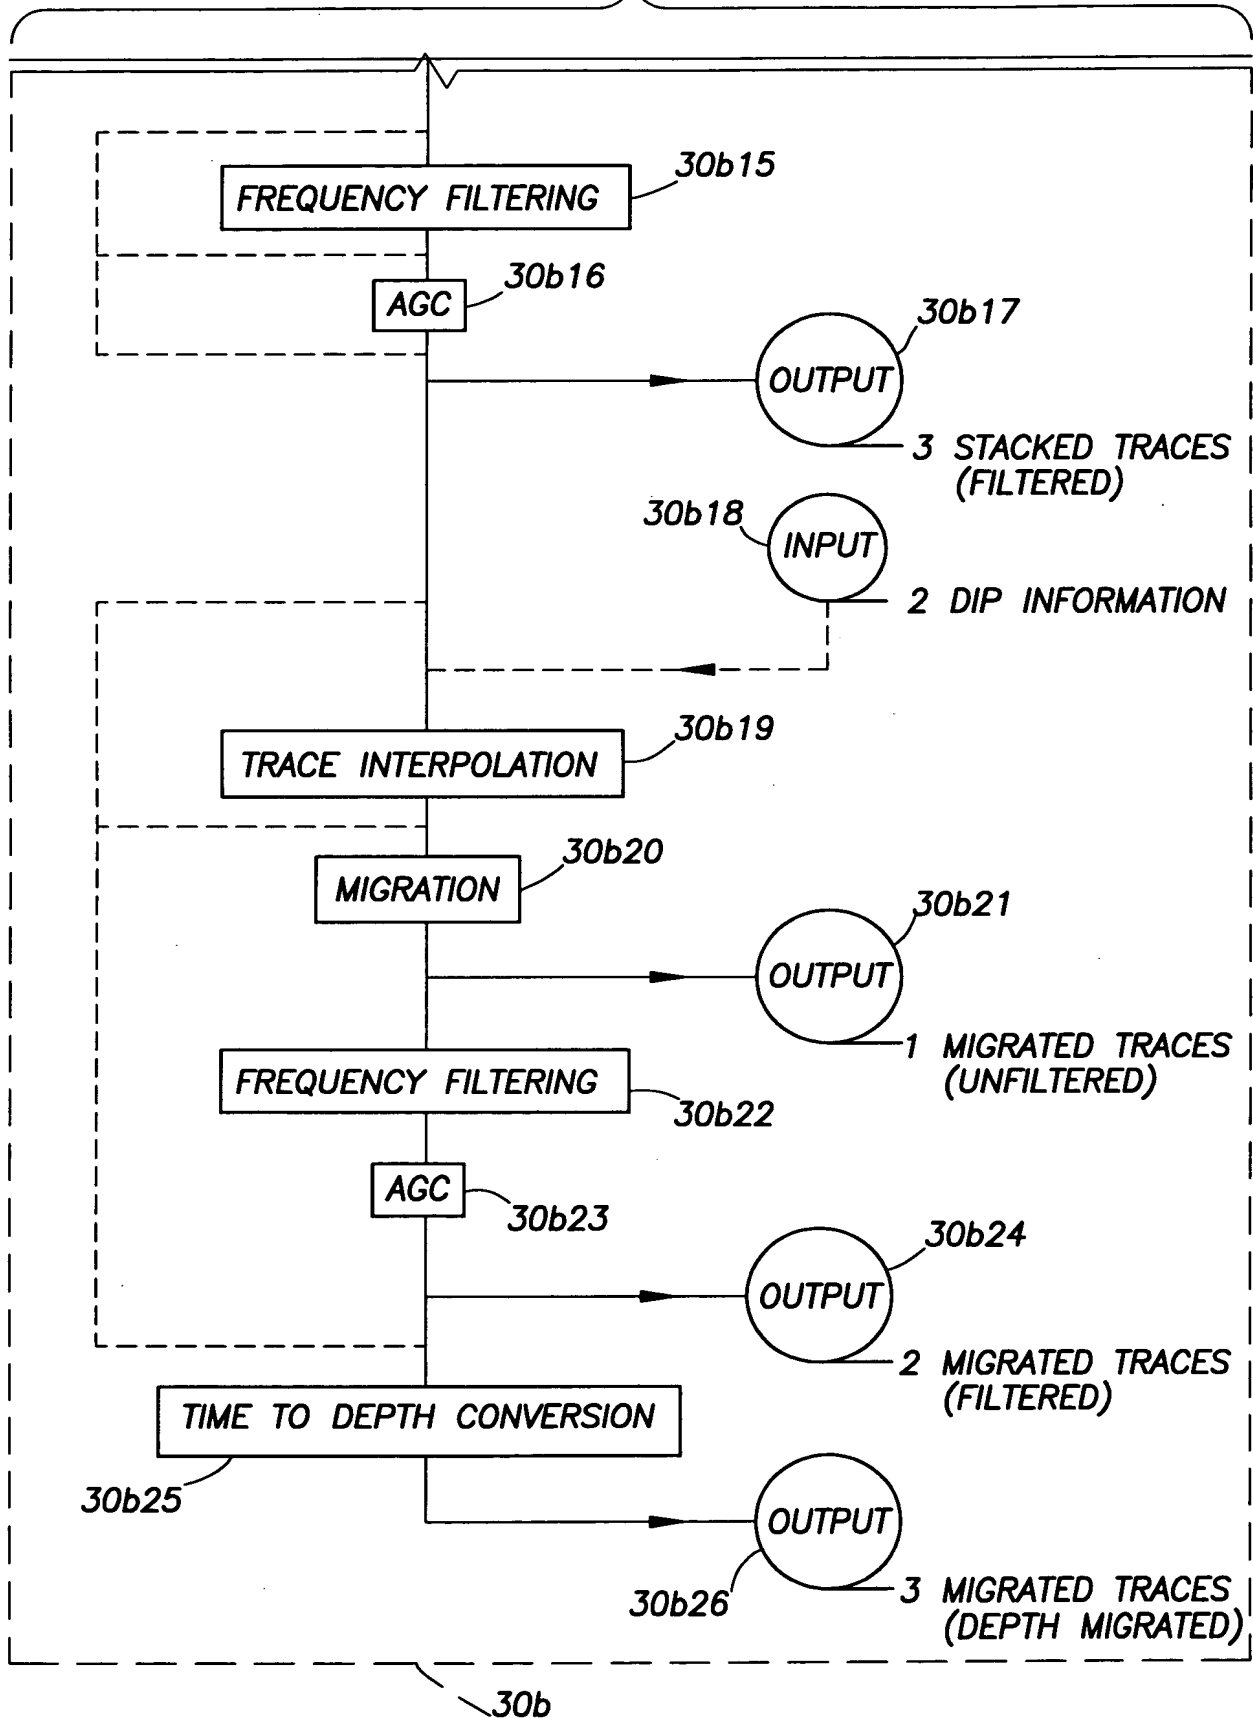 30b15
FREQUENCY FILTERING
30b16
AGC
30b17
OUTPUT
3 STACKED TRACES
(FILTERED)
30b18
INPUT
2 DIP INFORMATION
30b19
TRACE INTERPOLATION
30b20
MIGRATION
30b21
OUTPUT
1 MIGRATED TRACES
(UNFILTERED)
FREQUENCY FILTERING
30b22
AGC
30b23
30b24
OUTPUT
2 MIGRATED TRACES
(FILTERED)
TIME TO DEPTH CONVERSION
30b25
OUTPUT
30b26
3 MIGRATED TRACES
(DEPTH MIGRATED)
30b